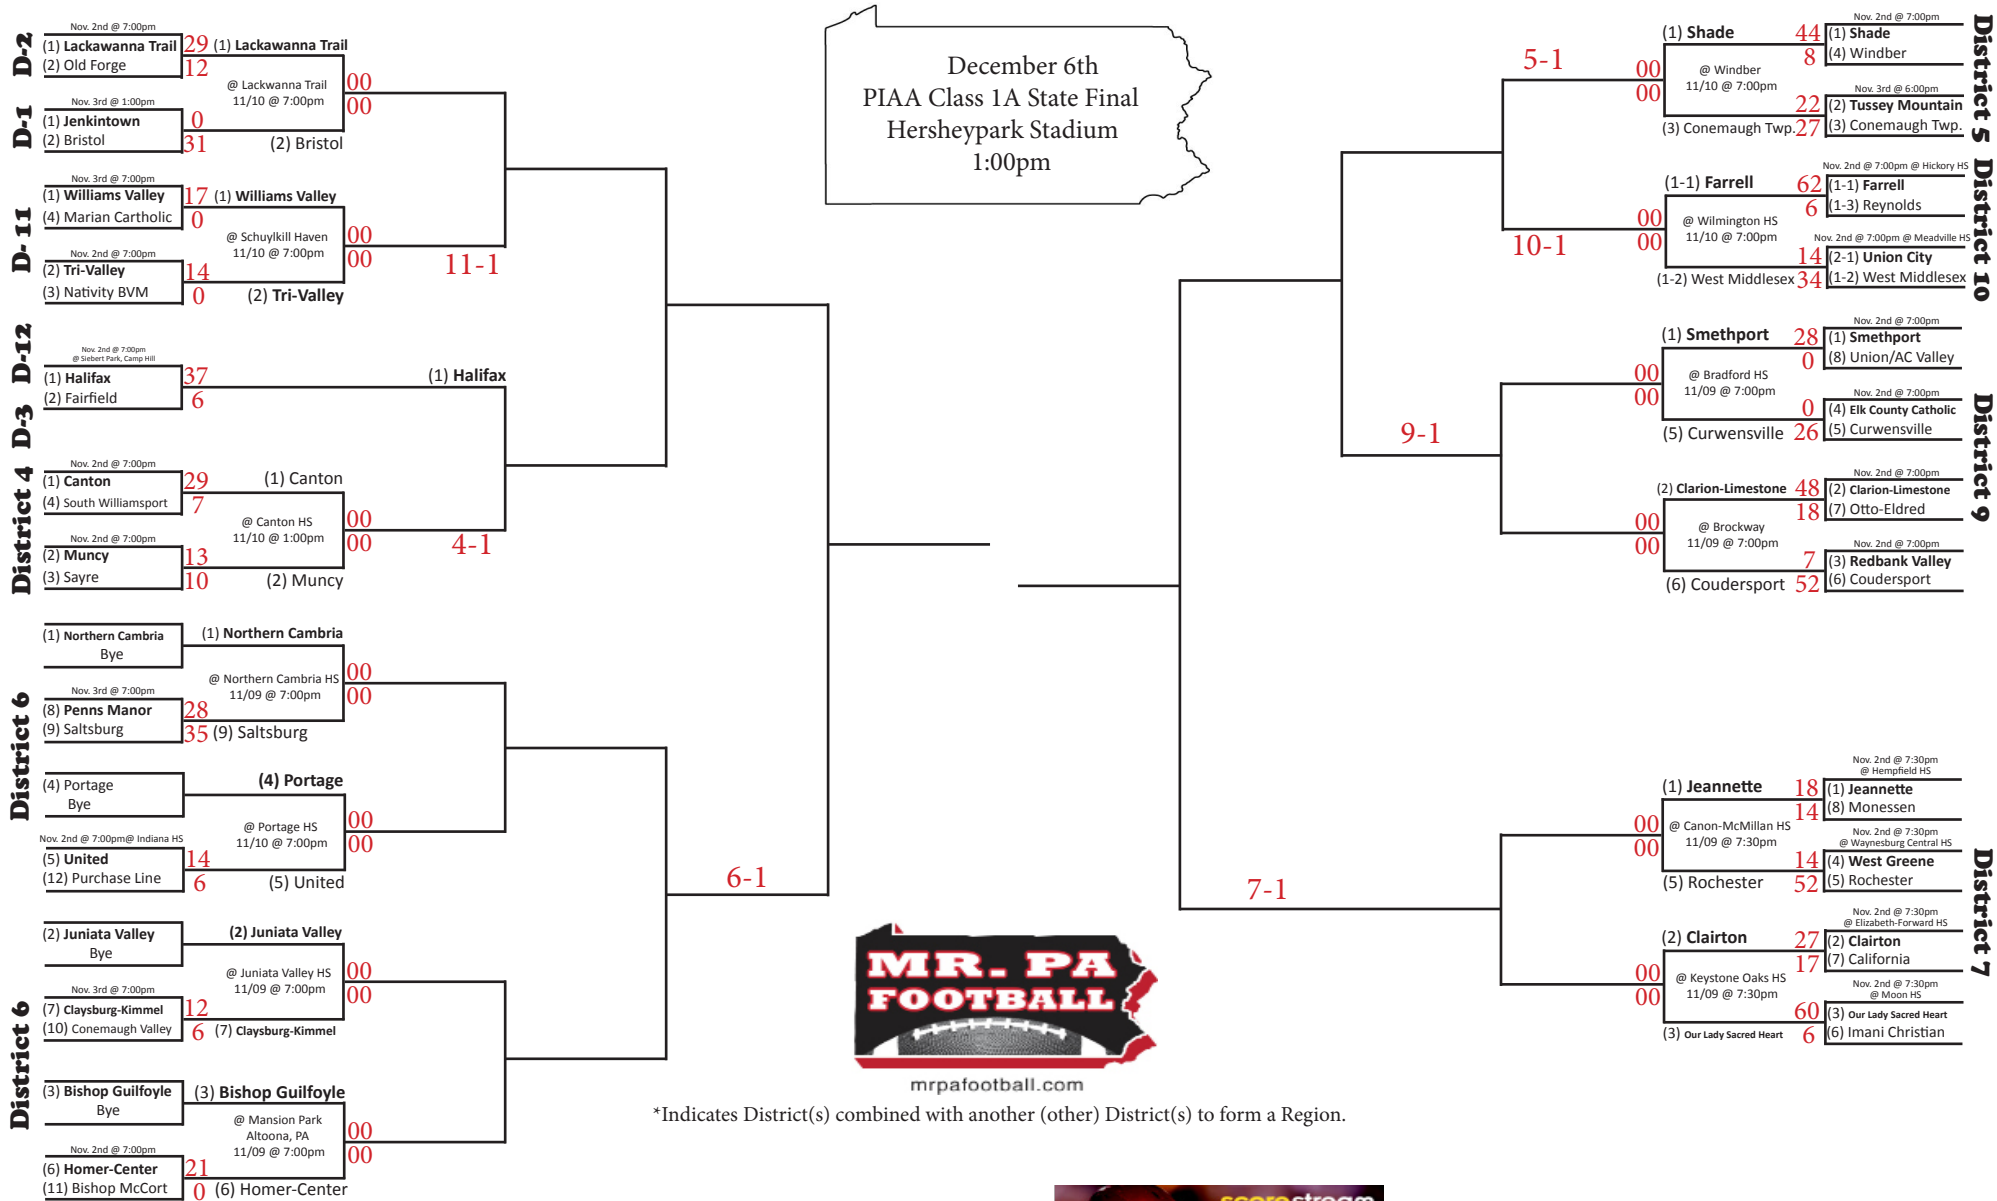 D-2
Nov. 2nd @ 7:00pm
(1) Lackawanna Trail 29
(2) Old Forge 12
(1) Lackawanna Trail
@ Lackwanna Trail
11/10 @ 7:00pm
00
00
D-1
Nov. 3rd @ 1:00pm
(1) Jenkintown 0
(2) Bristol 31
(2) Bristol
D- 11
Nov. 3rd @ 7:00pm
(1) Williams Valley 17
(4) Marian Cartholic 0
(1) Williams Valley
@ Schuylkill Haven
11/10 @ 7:00pm
00
00
11-1
Nov. 2nd @ 7:00pm
(2) Tri-Valley 14
(3) Nativity BVM 0
(2) Tri-Valley
D-12
D-3
Nov. 2nd @ 7:00pm
@ Siebert Park, Camp Hill
(1) Halifax 37
(2) Fairfield 6
(1) Halifax
District 4
Nov. 2nd @ 7:00pm
(1) Canton 29
(4) South Williamsport 7
(1) Canton
@ Canton HS
11/10 @ 1:00pm
00
00
4-1
Nov. 2nd @ 7:00pm
(2) Muncy 13
(3) Sayre 10
(2) Muncy
District 6
(1) Northern Cambria
Bye
(1) Northern Cambria
@ Northern Cambria HS
11/09 @ 7:00pm
00
00
Nov. 3rd @ 7:00pm
(8) Penns Manor 28
(9) Saltsburg 35
(9) Saltsburg
(4) Portage
Bye
(4) Portage
@ Portage HS
11/10 @ 7:00pm
00
00
Nov. 2nd @ 7:00pm@ Indiana HS
(5) United 14
(12) Purchase Line 6
(5) United
6-1
District 6
(2) Juniata Valley
Bye
(2) Juniata Valley
@ Juniata Valley HS
11/09 @ 7:00pm
00
00
Nov. 3rd @ 7:00pm
(7) Claysburg-Kimmel 12
(10) Conemaugh Valley 6
(7) Claysburg-Kimmel
(3) Bishop Guilfoyle
Bye
(3) Bishop Guilfoyle
@ Mansion Park
Altoona, PA
11/09 @ 7:00pm
00
00
Nov. 2nd @ 7:00pm
(6) Homer-Center 21
(11) Bishop McCort 0
(6) Homer-Center
December 6th
PIAA Class 1A State Final
Hersheypark Stadium
1:00pm
MR. PA
FOOTBALL
mrpafootball.com
*Indicates District(s) combined with another (other) District(s) to form a Region.
scorestream
District 5
5-1
(1) Shade
Nov. 2nd @ 7:00pm
44 (1) Shade
8 (4) Windber
00
00
@ Windber
11/10 @ 7:00pm
Nov. 3rd @ 6:00pm
22 (2) Tussey Mountain
27 (3) Conemaugh Twp.
(3) Conemaugh Twp.
District 10
10-1
(1-1) Farrell
Nov. 2nd @ 7:00pm @ Hickory HS
62 (1-1) Farrell
6 (1-3) Reynolds
00
00
@ Wilmington HS
11/10 @ 7:00pm
Nov. 2nd @ 7:00pm @ Meadville HS
14 (2-1) Union City
34 (1-2) West Middlesex
(1-2) West Middlesex
District 9
9-1
(1) Smethport
Nov. 2nd @ 7:00pm
28 (1) Smethport
0 (8) Union/AC Valley
00
00
@ Bradford HS
11/09 @ 7:00pm
Nov. 2nd @ 7:00pm
0 (4) Elk County Catholic
26 (5) Curwensville
(5) Curwensville
(2) Clarion-Limestone
Nov. 2nd @ 7:00pm
48 (2) Clarion-Limestone
18 (7) Otto-Eldred
00
00
@ Brockway
11/09 @ 7:00pm
Nov. 2nd @ 7:00pm
7 (3) Redbank Valley
52 (6) Coudersport
(6) Coudersport
District 7
7-1
(1) Jeannette
Nov. 2nd @ 7:30pm
@ Hempfield HS
18 (1) Jeannette
14 (8) Monessen
00
00
@ Canon-McMillan HS
11/09 @ 7:30pm
Nov. 2nd @ 7:30pm
@ Waynesburg Central HS
14 (4) West Greene
52 (5) Rochester
(5) Rochester
(2) Clairton
Nov. 2nd @ 7:30pm
@ Elizabeth-Forward HS
27 (2) Clairton
17 (7) California
00
00
@ Keystone Oaks HS
11/09 @ 7:30pm
Nov. 2nd @ 7:30pm
@ Moon HS
60 (3) Our Lady Sacred Heart
6 (6) Imani Christian
(3) Our Lady Sacred Heart